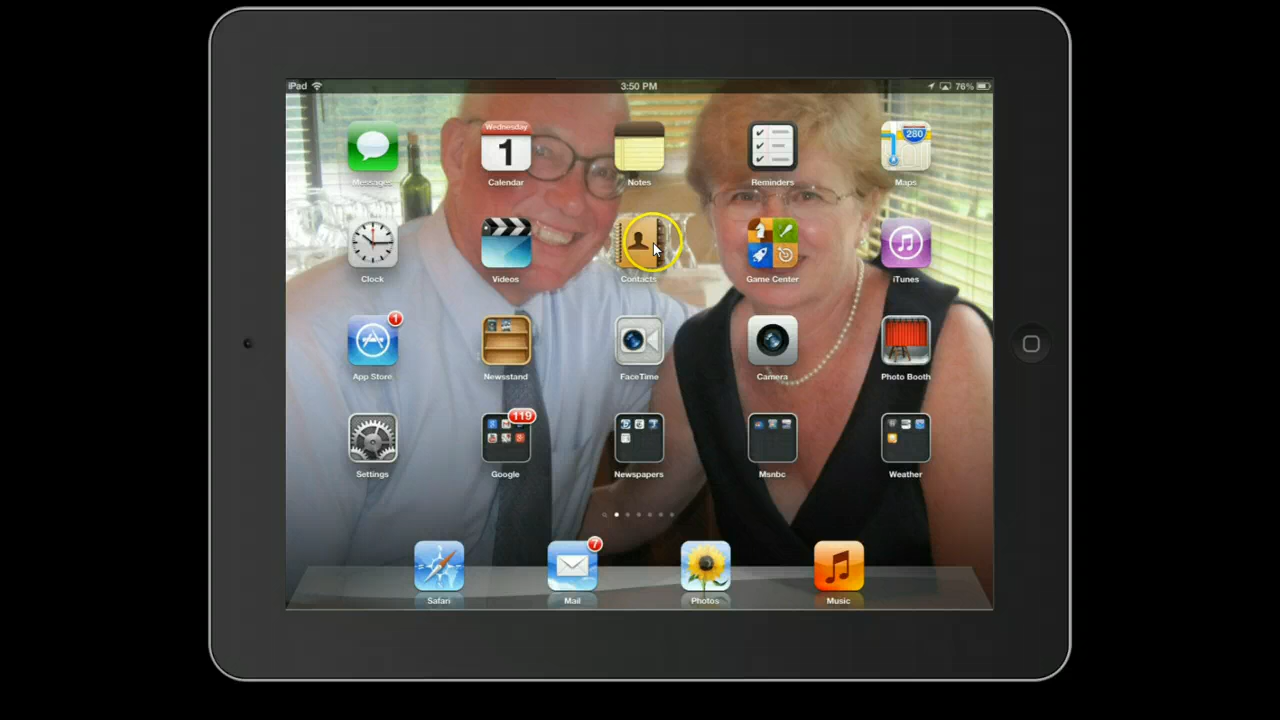 iPad 3:50 PM 76%
Wednesday 280
1
Messages Calendar Notes Reminders Maps
Clock Videos Contacts Game Center iTunes
1
App Store Newsstand FaceTime Camera Photo Booth
119
Settings Google Newspapers Msnbc Weather
7
Safari Mail Photos Music